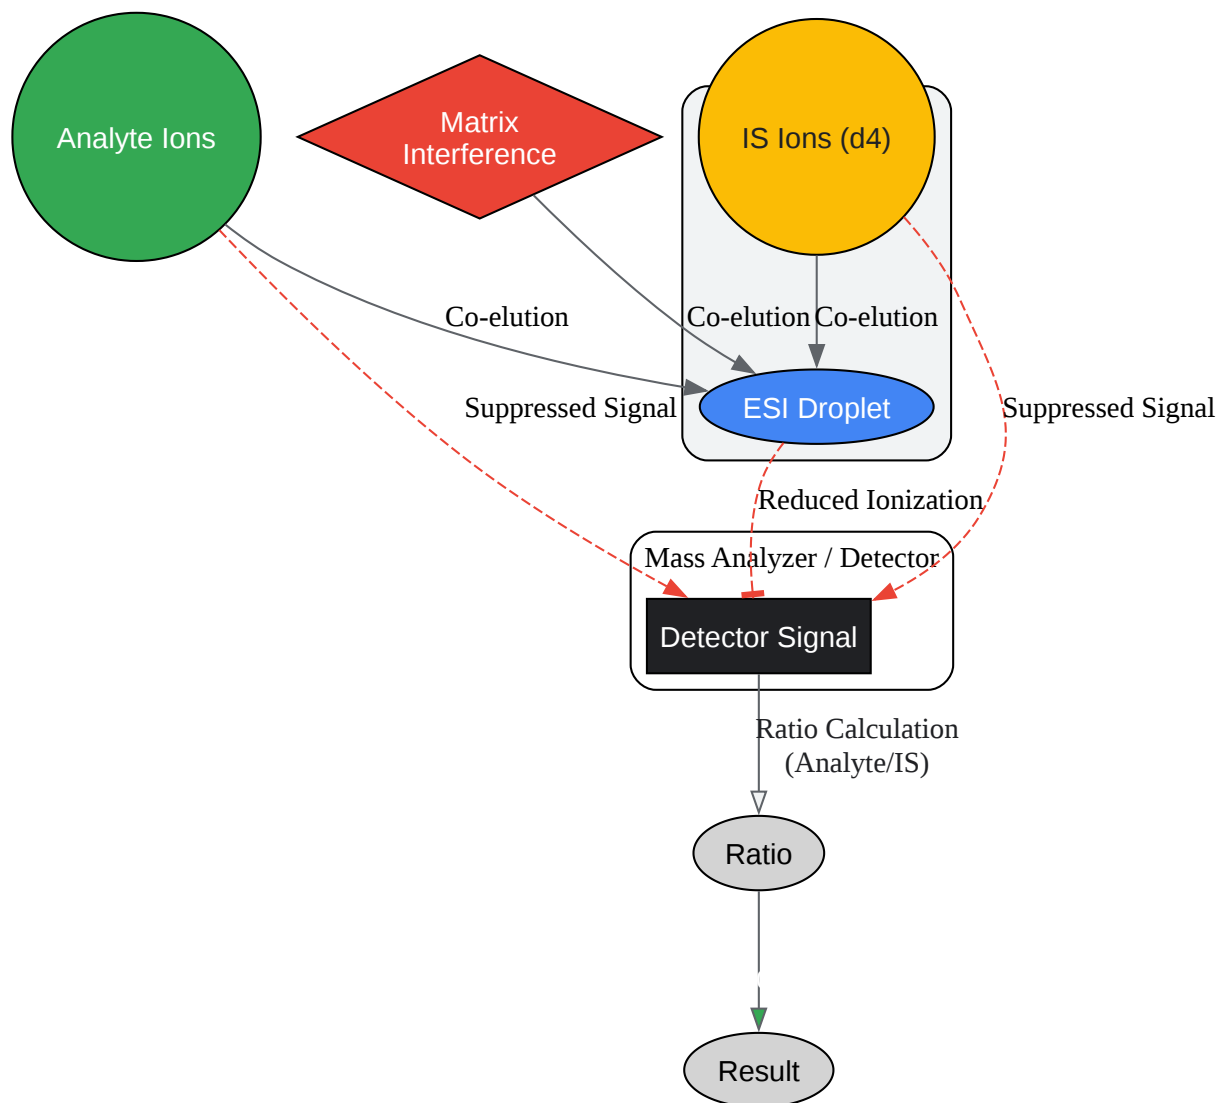 Analyte Ions
Matrix
Interference
IS Ions (d4)
Co-elution
Co-elution
Co-elution
Suppressed Signal
ESI Droplet
Suppressed Signal
Reduced Ionization
Mass Analyzer / Detector
Detector Signal
Ratio Calculation
(Analyte/IS)
Ratio
Result